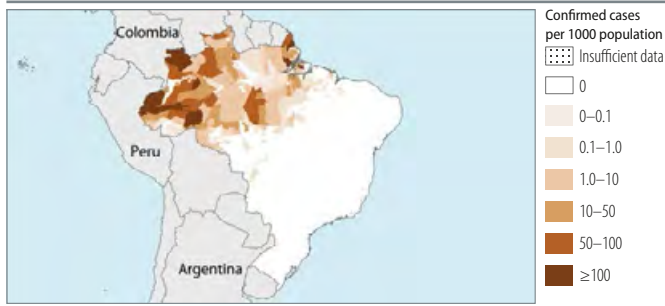 Colombia
Peru
Argentina
Confirmed cases
per 1000 population
Insufficient data
0
0–0.1
0.1–1.0
1.0–10
10–50
50–100
≥100